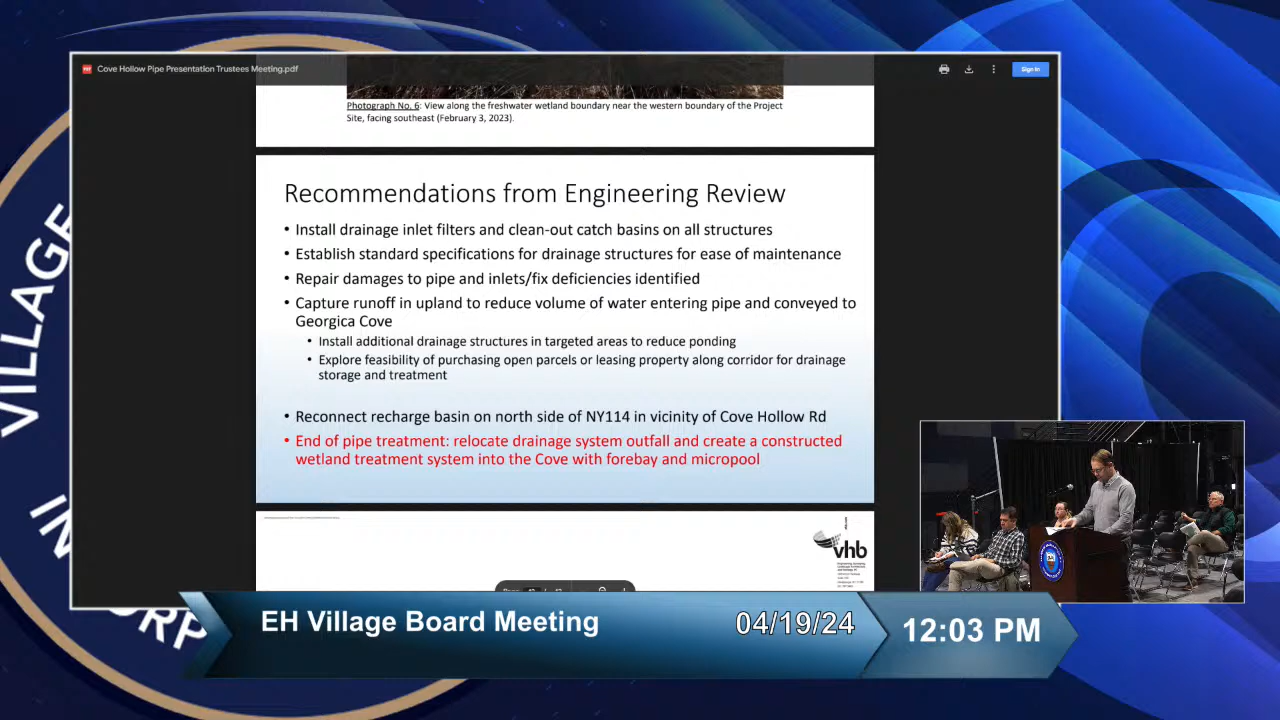 Cove Hollow Pipe Presentation Trustees Meeting.pdf
Sign in
Photograph No. 6: View along the freshwater wetland boundary near the western boundary of the Project
Site, facing southeast (February 3, 2023).
Recommendations from Engineering Review
• Install drainage inlet filters and clean-out catch basins on all structures
• Establish standard specifications for drainage structures for ease of maintenance
• Repair damages to pipe and inlets/fix deficiencies identified
• Capture runoff in upland to reduce volume of water entering pipe and conveyed to
Georgica Cove
• Install additional drainage structures in targeted areas to reduce ponding
• Explore feasibility of purchasing open parcels or leasing property along corridor for drainage
storage and treatment
• Reconnect recharge basin on north side of NY114 in vicinity of Cove Hollow Rd
• End of pipe treatment: relocate drainage system outfall and create a constructed
wetland treatment system into the Cove with forebay and micropool
vhb
VILLAGE
EH Village Board Meeting
04/19/24
12:03 PM